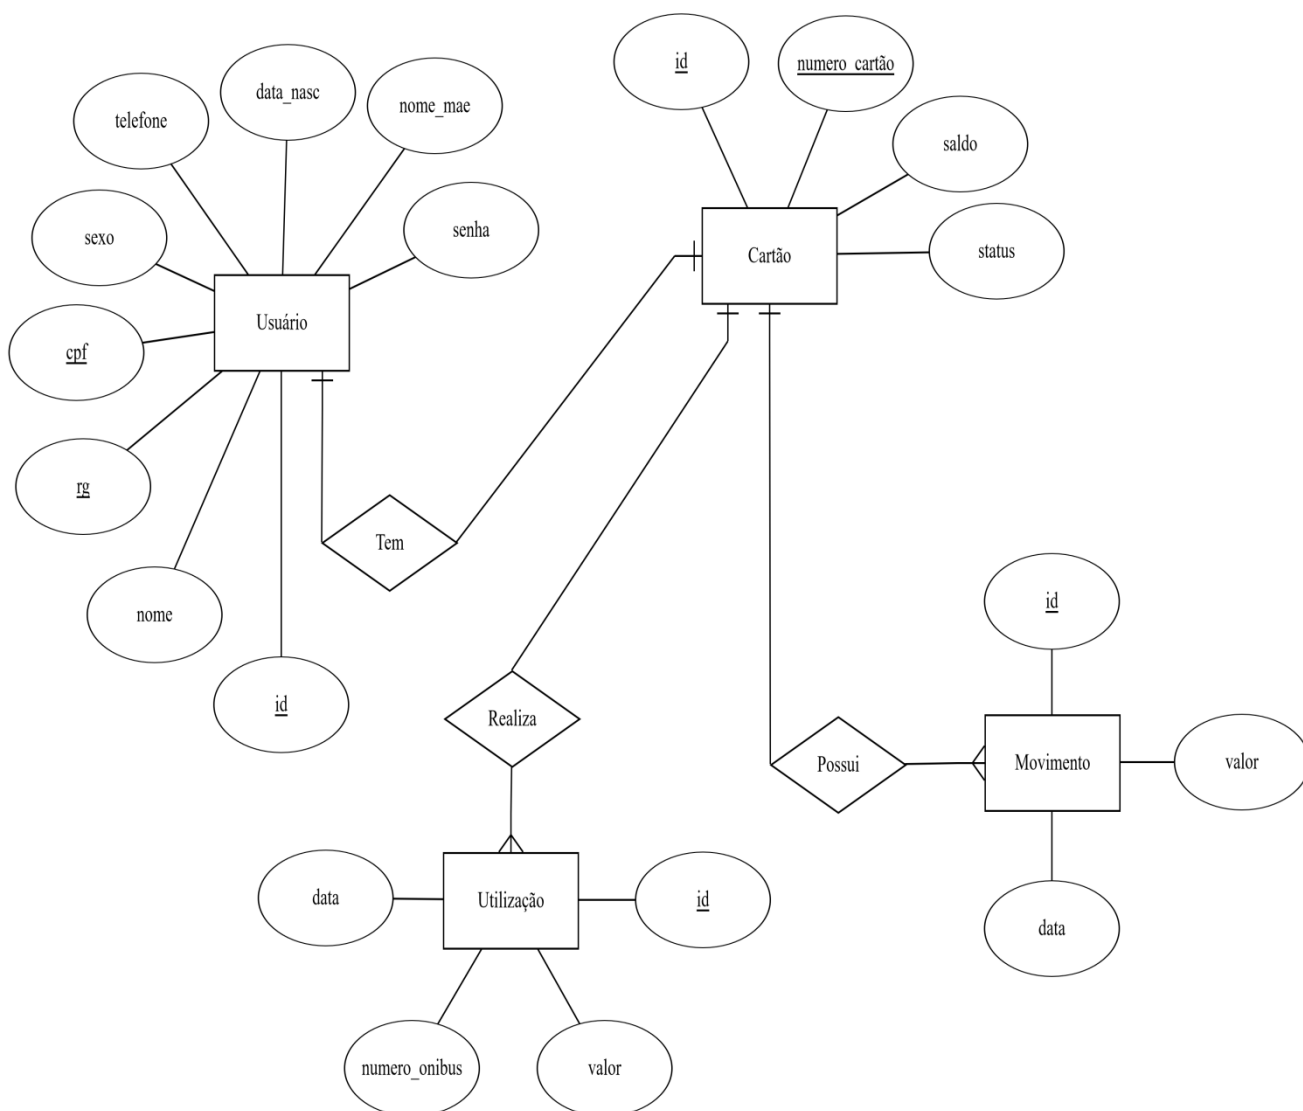 id
numero_cartão
data_nasc
nome_mae
telefone
saldo
senha
sexo
status
Cartão
Usuário
cpf
rg
Tem
nome
id
id
Realiza
Possui
Movimento
valor
data
Utilização
id
data
numero_onibus
valor